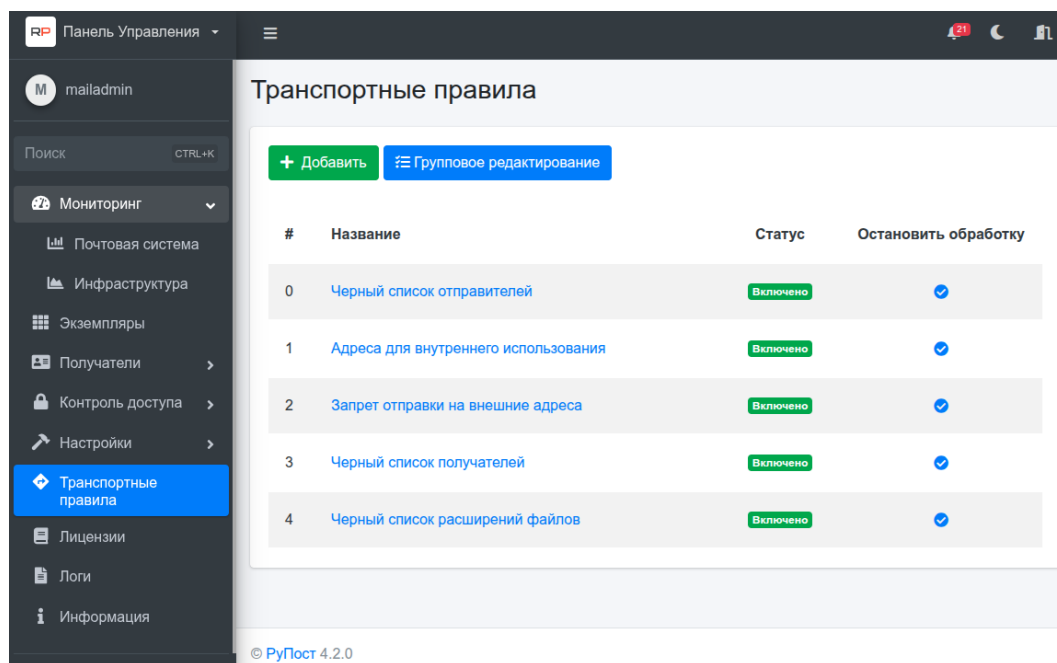 RP Панель Управления
21
M mailadmin
Транспортные правила
Поиск CTRL+K
Добавить
Групповое редактирование
Мониторинг
Почтовая система
Инфраструктура
Экземпляры
Получатели
Контроль доступа
Настройки
Транспортные
правила
Лицензии
Логи
Информация
# Название Статус Остановить обработку
0 Черный список отправителей Включено
1 Адреса для внутреннего использования Включено
2 Запрет отправки на внешние адреса Включено
3 Черный список получателей Включено
4 Черный список расширений файлов Включено
© РуПост 4.2.0